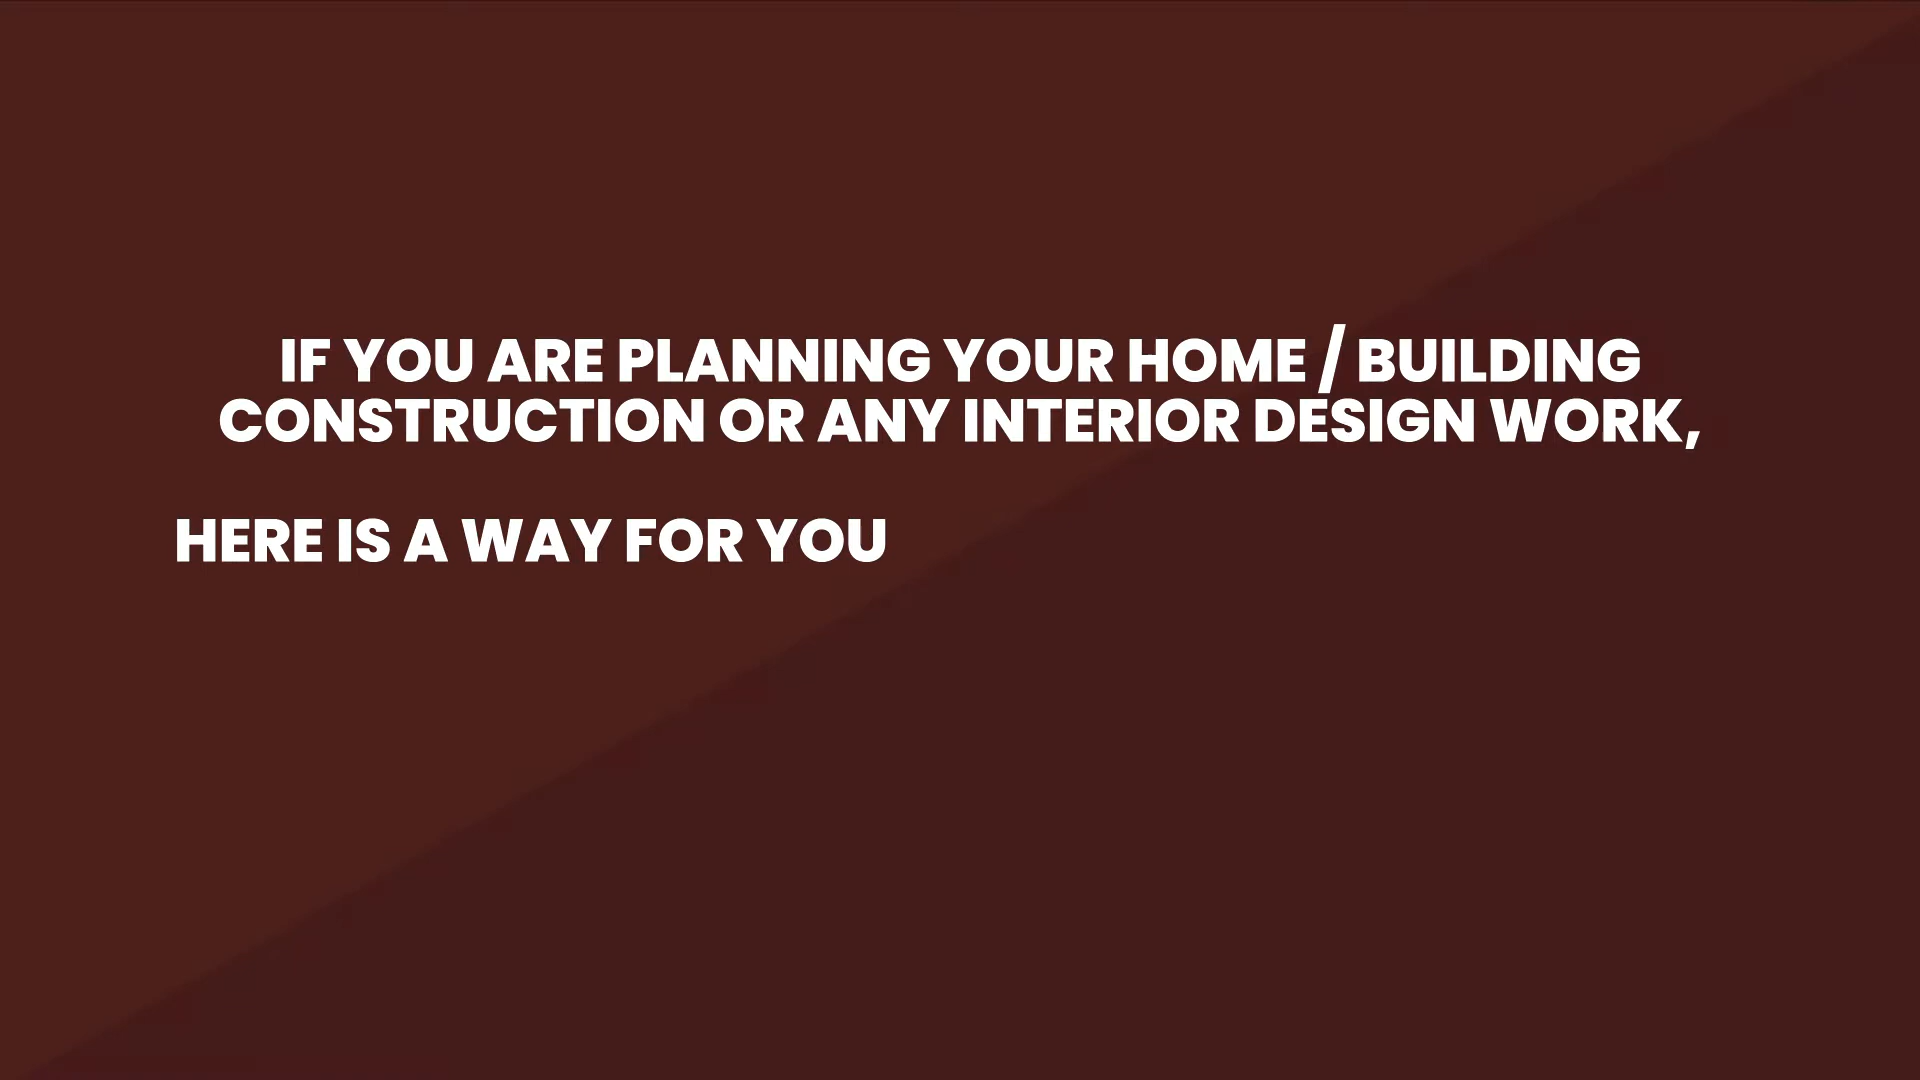 IF YOU ARE PLANNING YOUR HOME / BUILDING
CONSTRUCTION OR ANY INTERIOR DESIGN WORK,
HERE IS A WAY FOR YOU